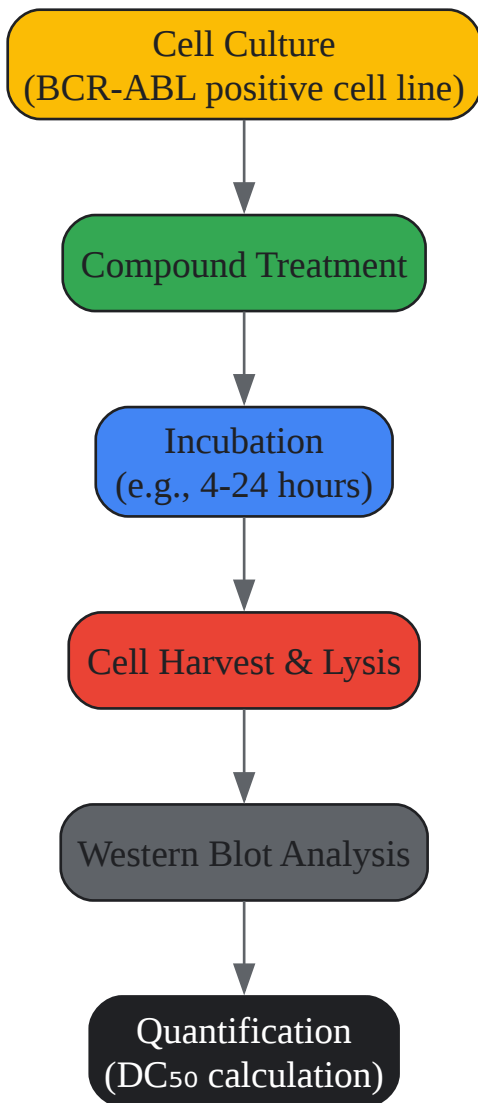 Cell Culture
(BCR-ABL positive cell line)
Compound Treatment
Incubation
(e.g., 4-24 hours)
Cell Harvest & Lysis
Western Blot Analysis
Quantification
(DC₅₀ calculation)